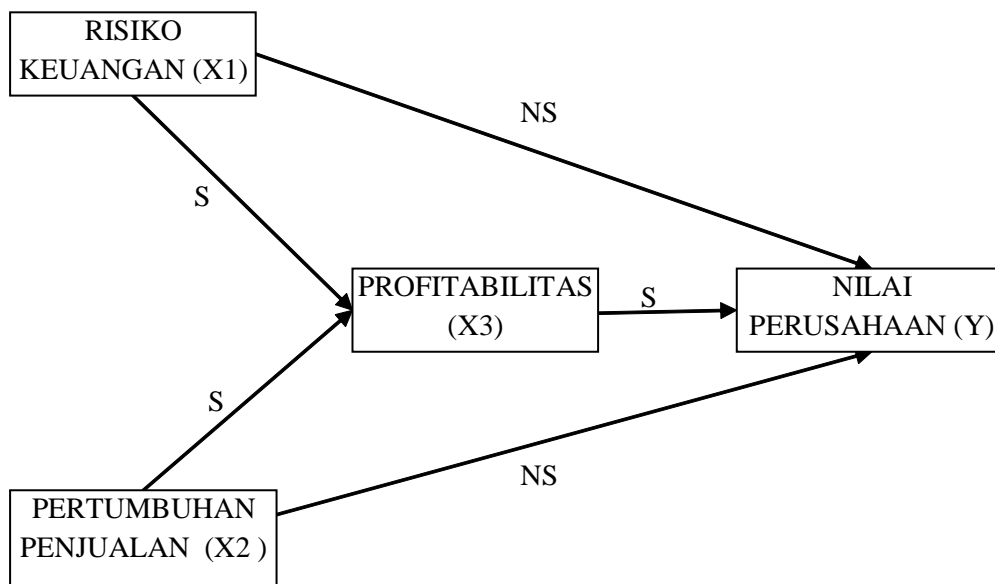 RISIKO
KEUANGAN (X1)
NS
S
PROFITABILITAS
(X3)
S
NILAI
PERUSAHAAN (Y)
S
NS
PERTUMBUHAN
PENJUALAN (X2 )